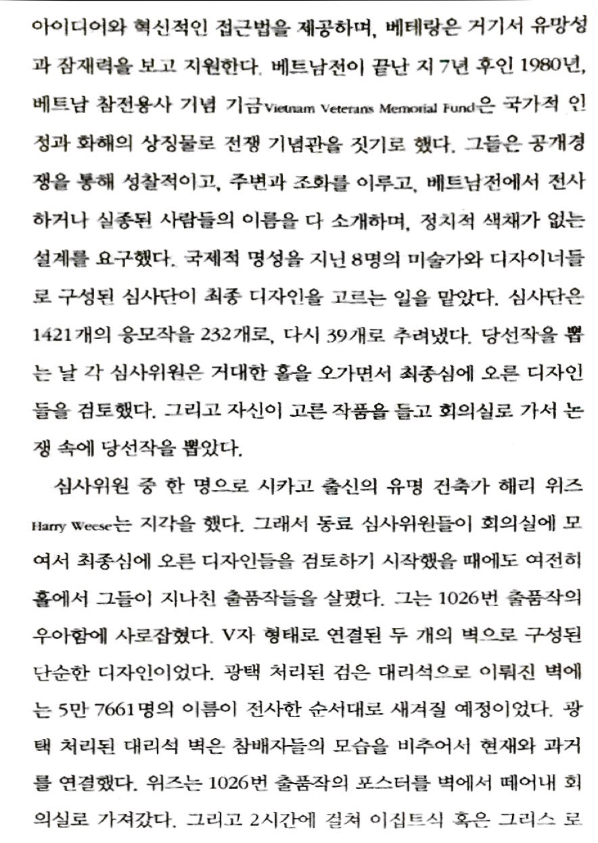 아이디어와 혁신적인 접근법을 제공하며, 베테랑은 거기서 유망성
과 잠재력을 보고 지원한다. 베트남전이 끝난 지 7년 후인 1980년,
베트남 참전용사 기념 기금Vietnam Veterans Memorial Fund은 국가적 인
정과 화해의 상징물로 전쟁 기념관을 짓기로 했다. 그들은 공개경
쟁을 통해 성찰적이고, 주변과 조화를 이루고, 베트남전에서 전사
하거나 실종된 사람들의 이름을 다 소개하며, 정치적 색채가 없는
설계를 요구했다. 국제적 명성을 지닌 8명의 미술가와 디자이너들
로 구성된 심사단이 최종 디자인을 고르는 일을 맡았다. 심사단은
1421개의 응모작을 232개로, 다시 39개로 추려냈다. 당선작을 뽑
는 날 각 심사위원은 거대한 홀을 오가면서 최종심에 오른 디자인
들을 검토했다. 그리고 자신이 고른 작품을 들고 회의실로 가서 논
쟁 속에 당선작을 뽑았다.
심사위원 중 한 명으로 시카고 출신의 유명 건축가 해리 위즈
Harry Weese는 지각을 했다. 그래서 동료 심사위원들이 회의실에 모
여서 최종심에 오른 디자인들을 검토하기 시작했을 때에도 여전히
홀에서 그들이 지나친 출품작들을 살폈다. 그는 1026번 출품작의
우아함에 사로잡혔다. V자 형태로 연결된 두 개의 벽으로 구성된
단순한 디자인이었다. 광택 처리된 검은 대리석으로 이뤄진 벽에
는 5만 7661명의 이름이 전사한 순서대로 새겨질 예정이었다. 광
택 처리된 대리석 벽은 참배자들의 모습을 비추어서 현재와 과거
를 연결했다. 위즈는 1026번 출품작의 포스터를 벽에서 떼어내 회
의실로 가져갔다. 그리고 2시간에 걸쳐 이집트식 혹은 그리스 로